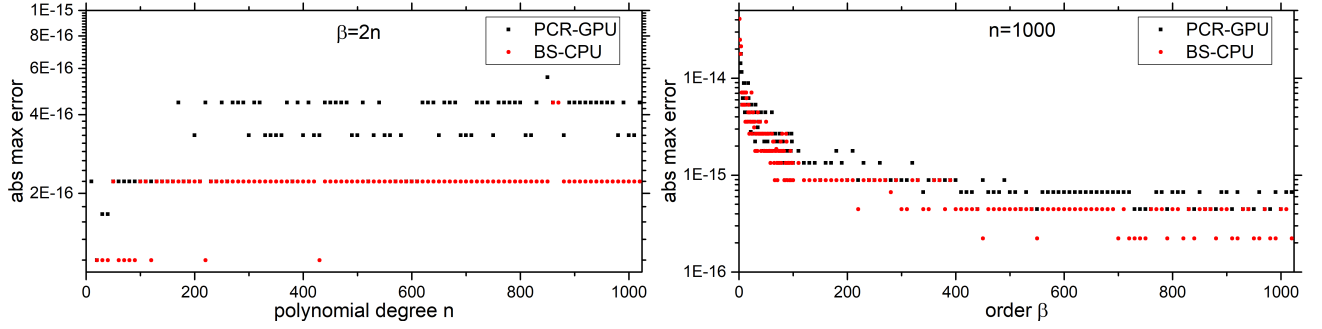 1E-15
8E-16
6E-16
4E-16
2E-16
abs max error
β=2n
PCR-GPU
BS-CPU
0 200 400 600 800 1000
polynomial degree n
1E-14
1E-15
1E-16
abs max error
n=1000
PCR-GPU
BS-CPU
0 200 400 600 800 1000
order β